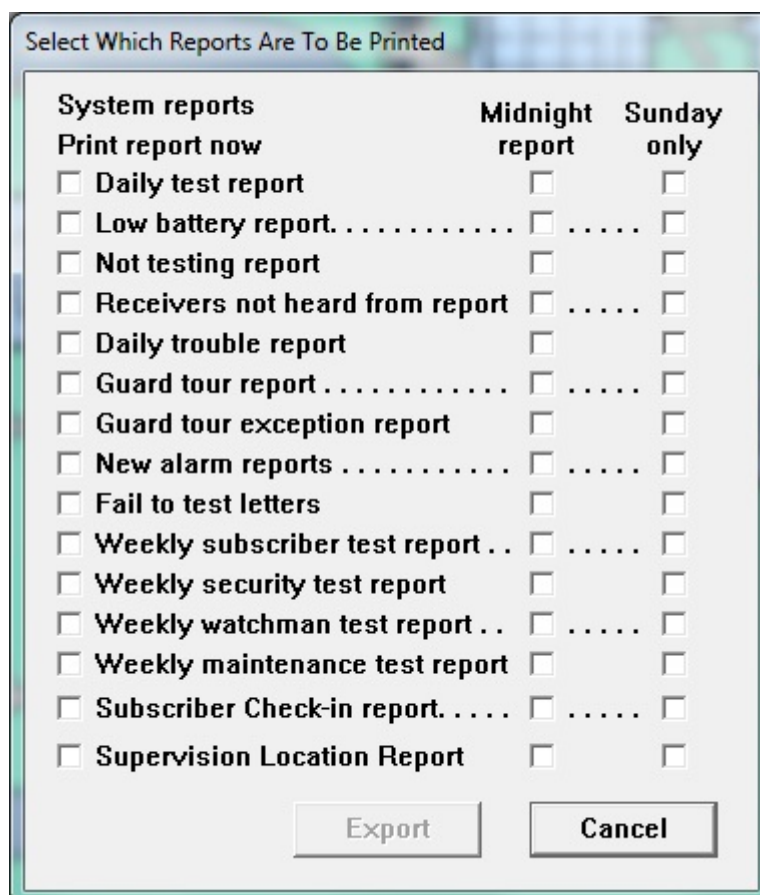 Select Which Reports Are To Be Printed
System reports
Midnight Sunday
Print report now report only
Daily test report
Low battery report. . . . . . . . . . . . . . . . .
Not testing report
Receivers not heard from report . . . . .
Daily trouble report
Guard tour report . . . . . . . . . . . . . . . . .
Guard tour exception report
New alarm reports . . . . . . . . . . . . . . . .
Fail to test letters
Weekly subscriber test report . . . . . . .
Weekly security test report
Weekly watchman test report . . . . . . .
Weekly maintenance test report
Subscriber Check-in report. . . . . . . . . .
Supervision Location Report
Export Cancel